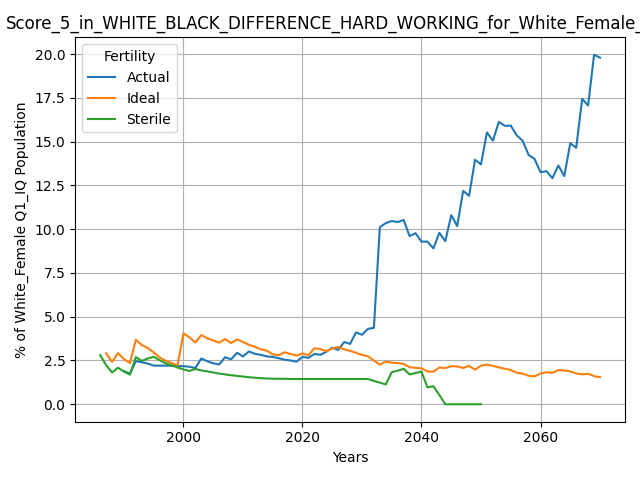 Score_5_in_WHITE_BLACK_DIFFERENCE_HARD_WORKING_for_White_Female_
Fertility
Actual
Ideal
Sterile
% of White_Female Q1_IQ Population
20.0
17.5
15.0
12.5
10.0
7.5
5.0
2.5
0.0
2000 2020 2040 2060
Years